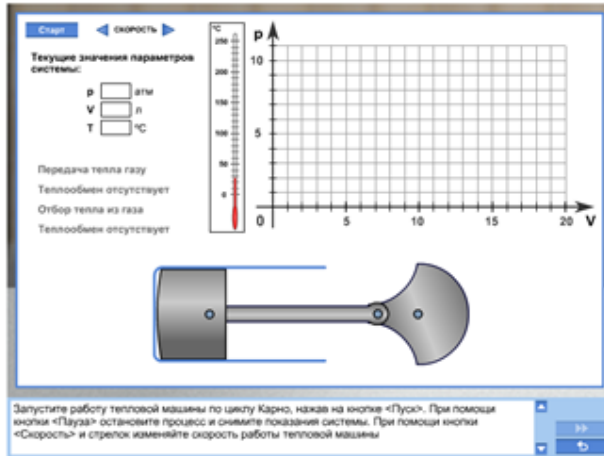 Старт
СКОРОСТЬ
Текущие значения параметров
системы:
p атм
V л
T °C
Передача тепла газу
Теплообмен отсутствует
Отбор тепла из газа
Теплообмен отсутствует
°C
250
200
150
100
50
0
p
10
5
0 5 10 15 20 V
Запустите работу тепловой машины по циклу Карно, нажав на кнопке <Пуск>. При помощи
кнопки <Пауза> остановите процесс и снимите показания системы. При помощи кнопки
<Скорость> и стрелок изменяйте скорость работы тепловой машины